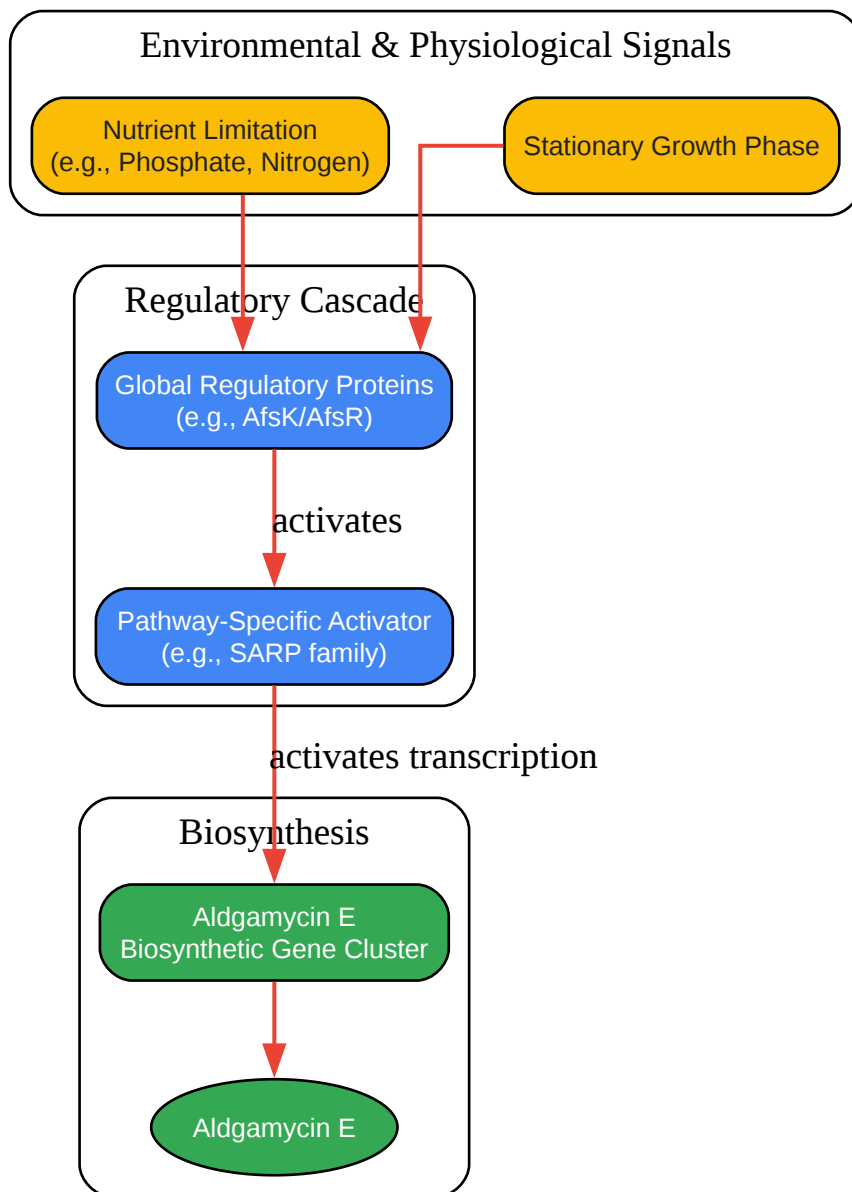 Environmental & Physiological Signals
Nutrient Limitation
(e.g., Phosphate, Nitrogen)
Stationary Growth Phase
Regulatory Cascade
Global Regulatory Proteins
(e.g., AfsK/AfsR)
activates
Pathway-Specific Activator
(e.g., SARP family)
activates transcription
Biosynthesis
Aldgamycin E
Biosynthetic Gene Cluster
Aldgamycin E